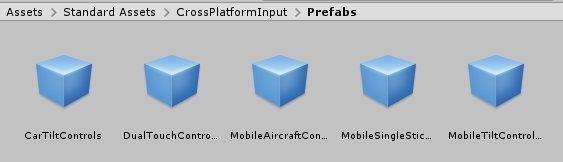 Assets > Standard Assets > CrossPlatformInput > Prefabs
CarTiltControls DualTouchContro... MobileAircraftCon... MobileSingleStic... MobileTiltControl...